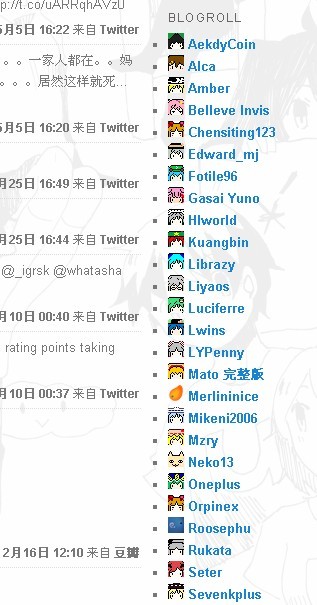 p://t.co/uARRqhAVzU
5月5日 16:22 来自 Twitter
。。。一家人都在。。妈
。。。居然这样就死...
5月5日 16:20 来自 Twitter
月25日 16:49 来自 Twitter
月25日 16:44 来自 Twitter
@_igrsk @whatasha
月10日 00:40 来自 Twitter
rating points taking
月10日 00:37 来自 Twitter
2月16日 12:10 来自 豆瓣
BLOGROLL
AekdyCoin
Alca
Amber
Belleve Invis
Chensiting123
Edward_mj
Fotile96
Gasai Yuno
Hlworld
Kuangbin
Librazy
Liyaos
Luciferre
Lwins
LYPenny
Mato 完整版
Merlininice
Mikeni2006
Mzry
Neko13
Oneplus
Orpinex
Roosephu
Rukata
Seter
Sevenkplus